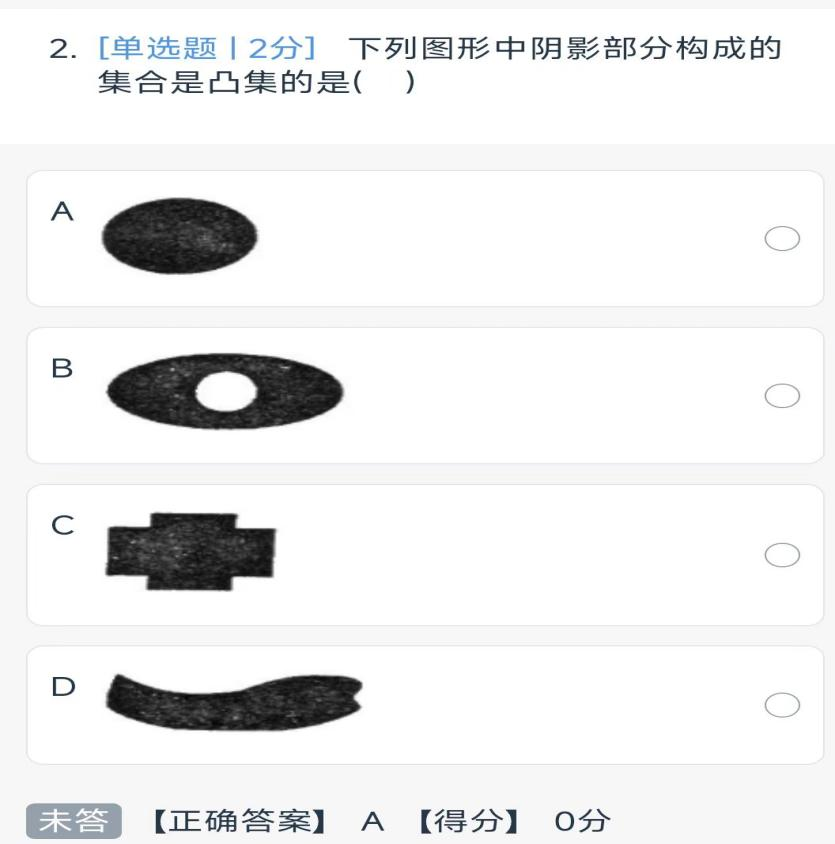 2. [单选题 | 2分] 下列图形中阴影部分构成的
集合是凸集的是( )
A
B
C
D
未答 【正确答案】 A 【得分】 0分